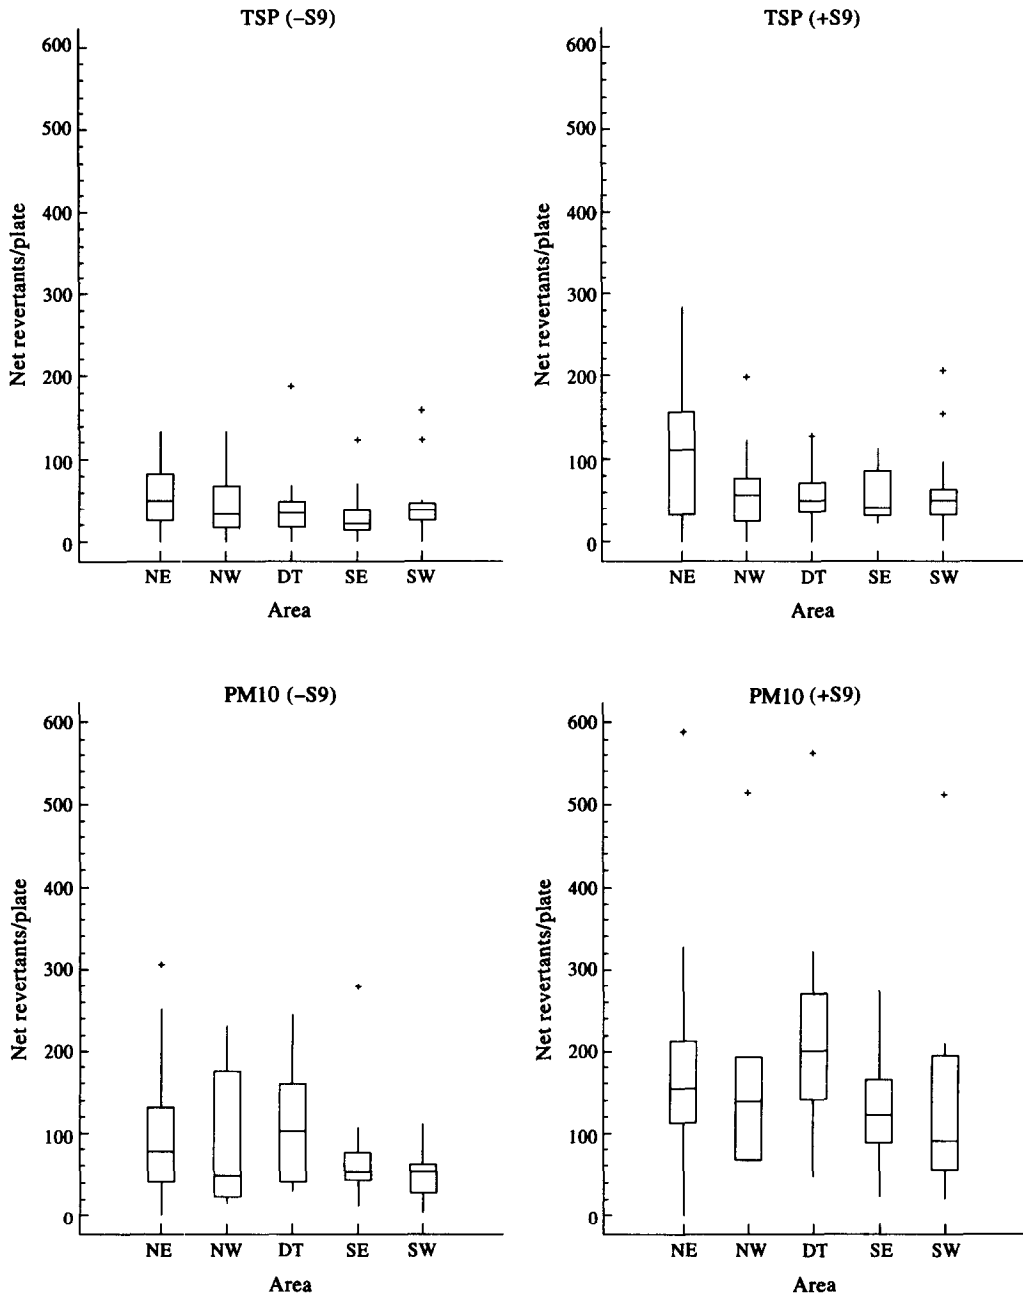 TSP (–S9)
600
500
400
300
200
100
0
Net revertants/plate
NE NW DT SE SW
Area
TSP (+S9)
600
500
400
300
200
100
0
Net revertants/plate
NE NW DT SE SW
Area
PM10 (–S9)
600
500
400
300
200
100
0
Net revertants/plate
NE NW DT SE SW
Area
PM10 (+S9)
600
500
400
300
200
100
0
Net revertants/plate
NE NW DT SE SW
Area